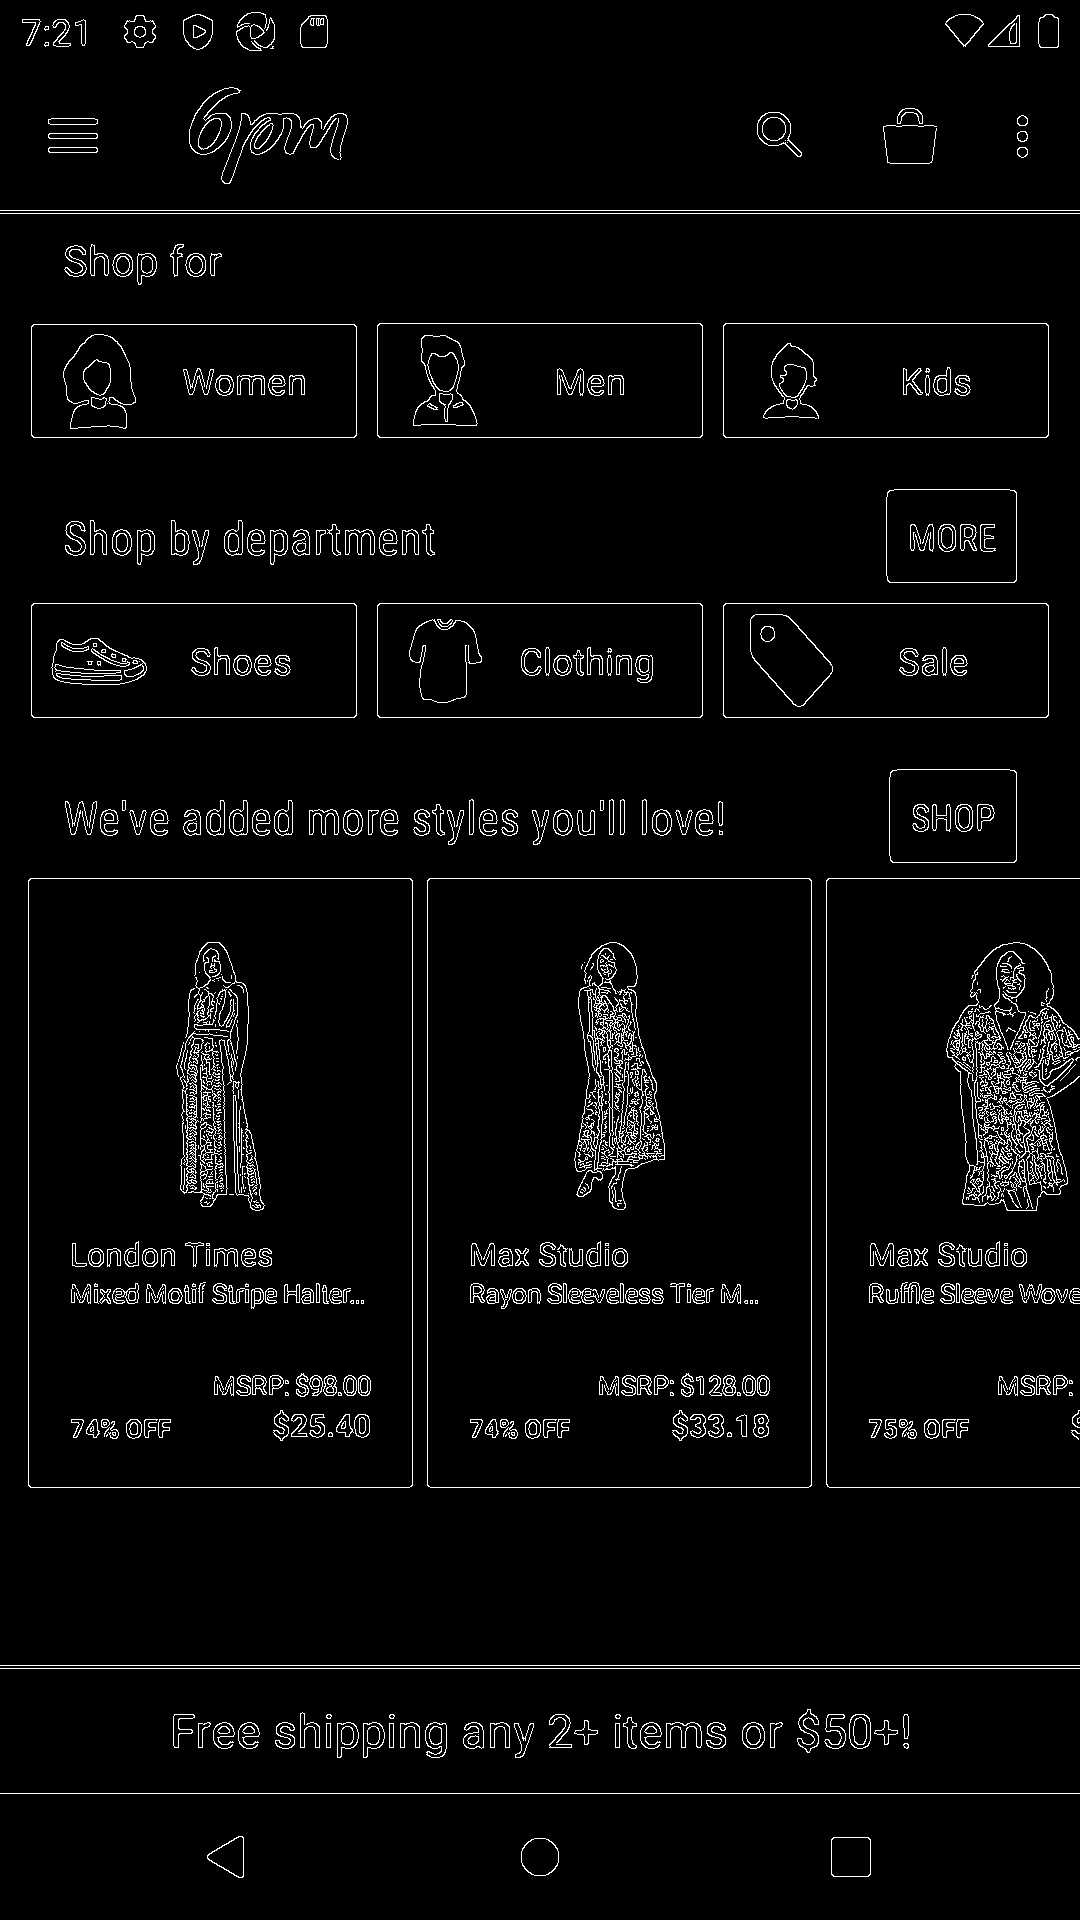 7:21
6pm
Shop for
Women
Men
Kids
Shop by department
MORE
Shoes
Clothing
Sale
We've added more styles you'll love!
SHOP
London Times
Mixed Motif Stripe Halter...
MSRP: $98.00
74% OFF
$25.40
Max Studio
Rayon Sleeveless Tier M...
MSRP: $128.00
74% OFF
$33.18
Max Studio
Ruffle Sleeve Wove
MSRP:
75% OFF
$
Free shipping any 2+ items or $50+!